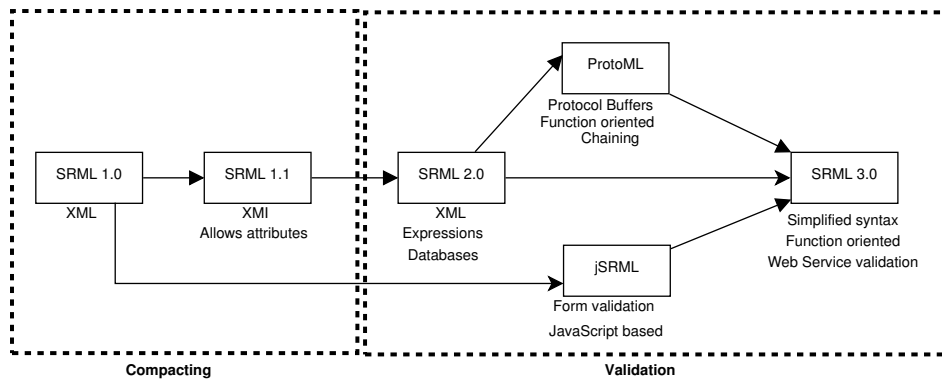 ProtoML
Protocol Buffers
Function oriented
Chaining
SRML 1.0
XML
SRML 1.1
XMI
Allows attributes
SRML 2.0
XML
Expressions
Databases
SRML 3.0
Simplified syntax
Function oriented
Web Service validation
jSRML
Form validation
JavaScript based
Compacting
Validation